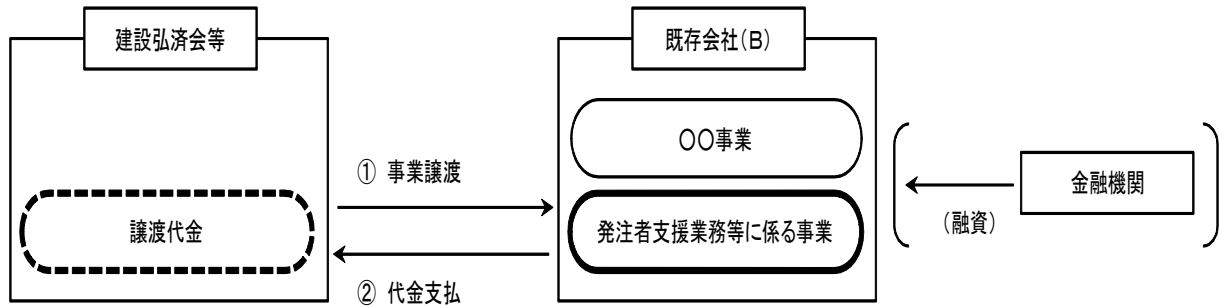 建設弘済会等
既存会社(B)
〇〇事業
① 事業譲渡
金融機関
譲渡代金
発注者支援業務等に係る事業
(融資)
② 代金支払